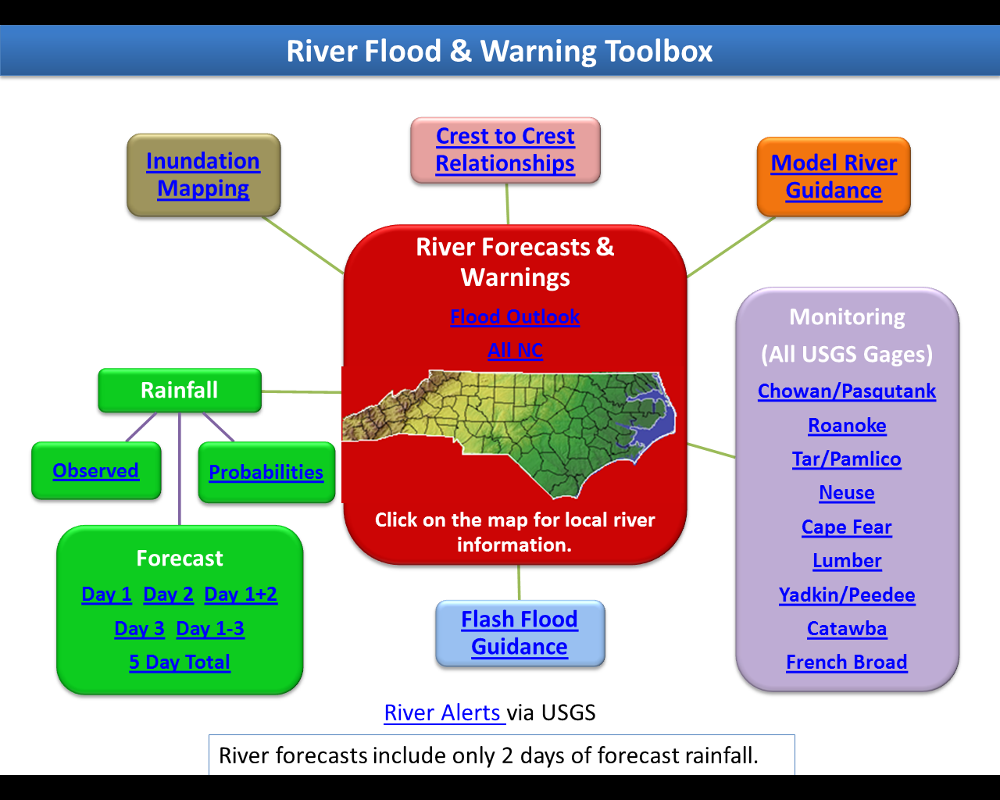 River Flood & Warning Toolbox
Inundation
Mapping
Crest to Crest
Relationships
Model River
Guidance
River Forecasts &
Warnings
Flood Outlook
All NC
Click on the map for local river
information.
Rainfall
Observed
Probabilities
Forecast
Day 1 Day 2 Day 1+2
Day 3 Day 1-3
5 Day Total
Monitoring
(All USGS Gages)
Chowan/Pasqutank
Roanoke
Tar/Pamlico
Neuse
Cape Fear
Lumber
Yadkin/Peedee
Catawba
French Broad
Flash Flood
Guidance
River Alerts via USGS
River forecasts include only 2 days of forecast rainfall.